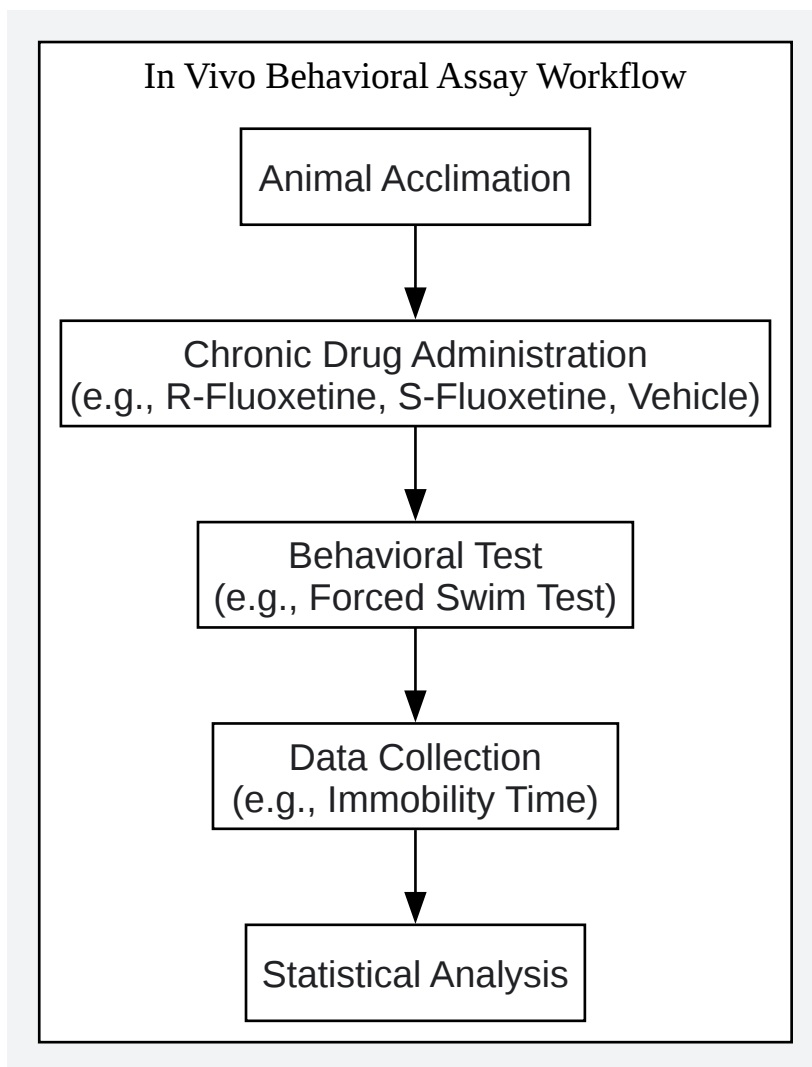 In Vivo Behavioral Assay Workflow
Animal Acclimation
Chronic Drug Administration
(e.g., R-Fluoxetine, S-Fluoxetine, Vehicle)
Behavioral Test
(e.g., Forced Swim Test)
Data Collection
(e.g., Immobility Time)
Statistical Analysis